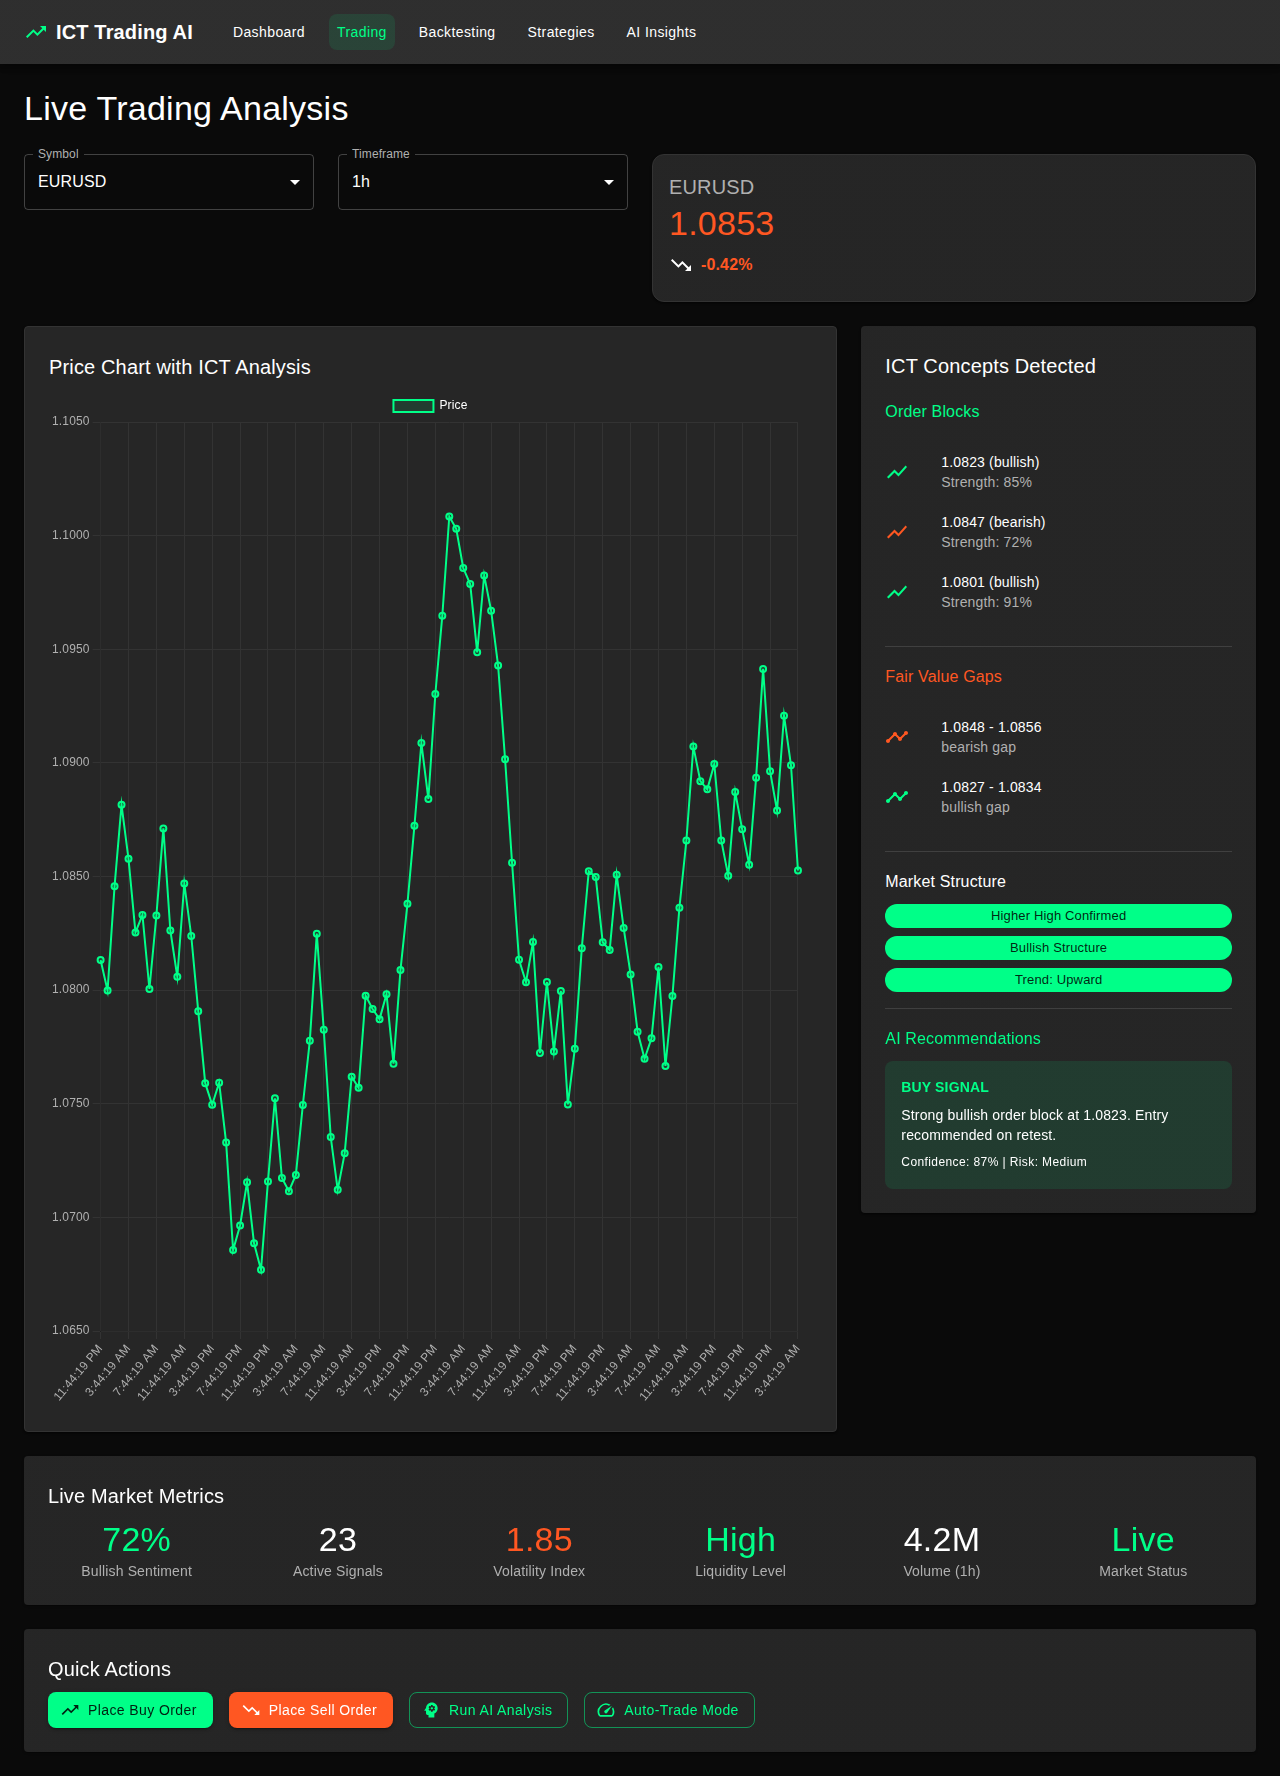 ICT Trading AI
Dashboard
Trading
Backtesting
Strategies
AI Insights
Live Trading Analysis
Symbol
EURUSD
Timeframe
1h
EURUSD
1.0853
-0.42%
Price Chart with ICT Analysis
Price
1.1050
1.1000
1.0950
1.0900
1.0850
1.0800
1.0750
1.0700
1.0650
11:44:19 PM
3:44:19 AM
7:44:19 AM
11:44:19 AM
3:44:19 PM
7:44:19 PM
11:44:19 PM
3:44:19 AM
7:44:19 AM
11:44:19 AM
3:44:19 PM
7:44:19 PM
11:44:19 PM
3:44:19 AM
7:44:19 AM
11:44:19 AM
3:44:19 PM
7:44:19 PM
11:44:19 PM
3:44:19 AM
7:44:19 AM
11:44:19 AM
3:44:19 PM
7:44:19 PM
11:44:19 PM
3:44:19 AM
ICT Concepts Detected
Order Blocks
1.0823 (bullish)
Strength: 85%
1.0847 (bearish)
Strength: 72%
1.0801 (bullish)
Strength: 91%
Fair Value Gaps
1.0848 - 1.0856
bearish gap
1.0827 - 1.0834
bullish gap
Market Structure
Higher High Confirmed
Bullish Structure
Trend: Upward
AI Recommendations
BUY SIGNAL
Strong bullish order block at 1.0823. Entry
recommended on retest.
Confidence: 87% | Risk: Medium
Live Market Metrics
72%
Bullish Sentiment
23
Active Signals
1.85
Volatility Index
High
Liquidity Level
4.2M
Volume (1h)
Live
Market Status
Quick Actions
Place Buy Order
Place Sell Order
Run AI Analysis
Auto-Trade Mode